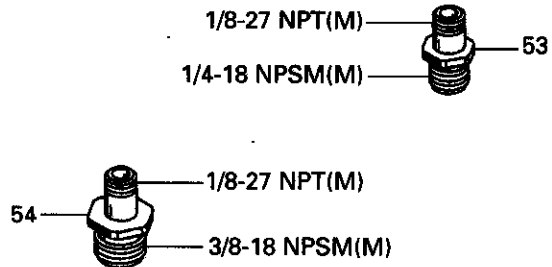 1/8-27 NPT(M)
53
1/4-18 NPSM(M)
1/8-27 NPT(M)
54
3/8-18 NPSM(M)